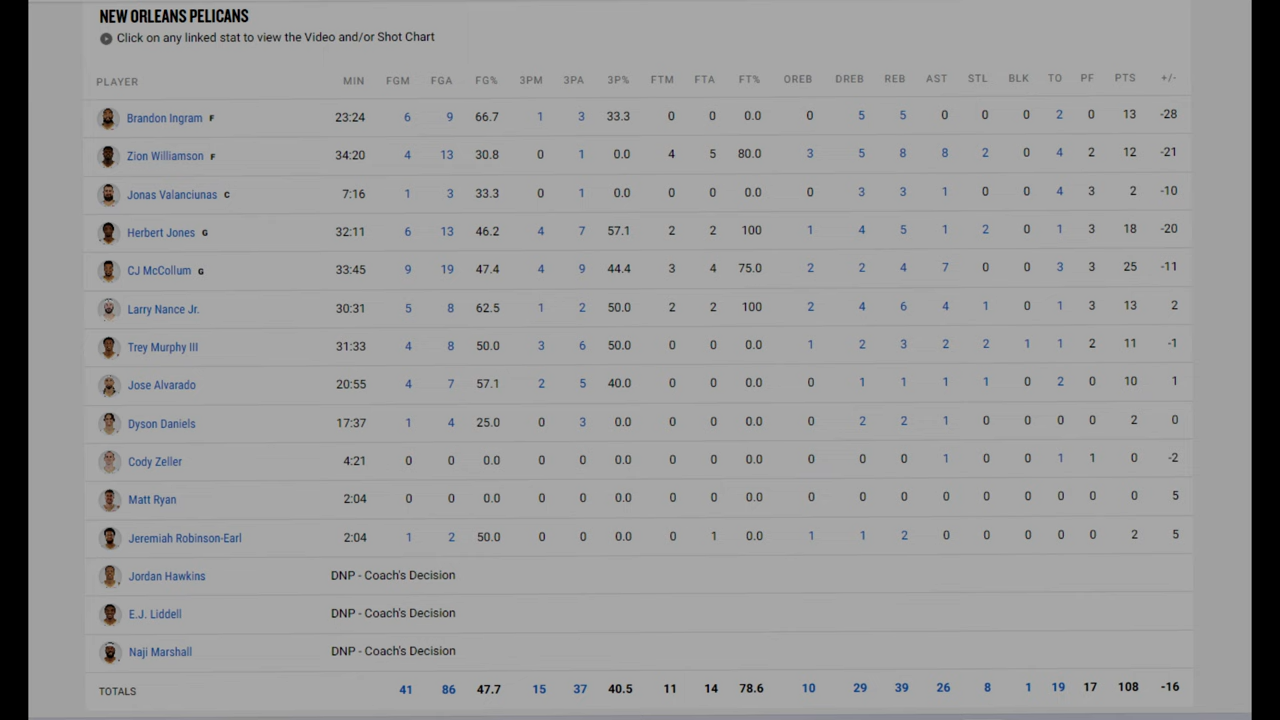 NEW ORLEANS PELICANS
Click on any linked stat to view the Video and/or Shot Chart
PLAYER MIN FGM FGA FG% 3PM 3PA 3P% FTM FTA FT% OREB DREB REB AST STL BLK TO PF PTS +/-
Brandon Ingram F 23:24 6 9 66.7 1 3 33.3 0 0 0.0 0 5 5 0 0 0 2 0 13 -28
Zion Williamson F 34:20 4 13 30.8 0 1 0.0 4 5 80.0 3 5 8 8 2 0 4 2 12 -21
Jonas Valanciunas C 7:16 1 3 33.3 0 1 0.0 0 0 0.0 0 3 3 1 0 0 4 3 2 -10
Herbert Jones G 32:11 6 13 46.2 4 7 57.1 2 2 100 1 4 5 1 2 0 1 3 18 -20
CJ McCollum G 33:45 9 19 47.4 4 9 44.4 3 4 75.0 2 2 4 7 0 0 3 3 25 -11
Larry Nance Jr. 30:31 5 8 62.5 1 2 50.0 2 2 100 2 4 6 4 1 0 1 3 13 2
Trey Murphy III 31:33 4 8 50.0 3 6 50.0 0 0 0.0 1 2 3 2 2 1 1 2 11 -1
Jose Alvarado 20:55 4 7 57.1 2 5 40.0 0 0 0.0 0 1 1 1 1 0 2 0 10 1
Dyson Daniels 17:37 1 4 25.0 0 3 0.0 0 0 0.0 0 2 2 1 0 0 0 0 2 0
Cody Zeller 4:21 0 0 0.0 0 0 0.0 0 0 0.0 0 0 0 1 0 0 1 1 0 -2
Matt Ryan 2:04 0 0 0.0 0 0 0.0 0 0 0.0 0 0 0 0 0 0 0 0 0 5
Jeremiah Robinson-Earl 2:04 1 2 50.0 0 0 0.0 0 1 0.0 1 1 2 0 0 0 0 0 2 5
Jordan Hawkins DNP - Coach's Decision
E.J. Liddell DNP - Coach's Decision
Naji Marshall DNP - Coach's Decision
TOTALS 41 86 47.7 15 37 40.5 11 14 78.6 10 29 39 26 8 1 19 17 108 -16